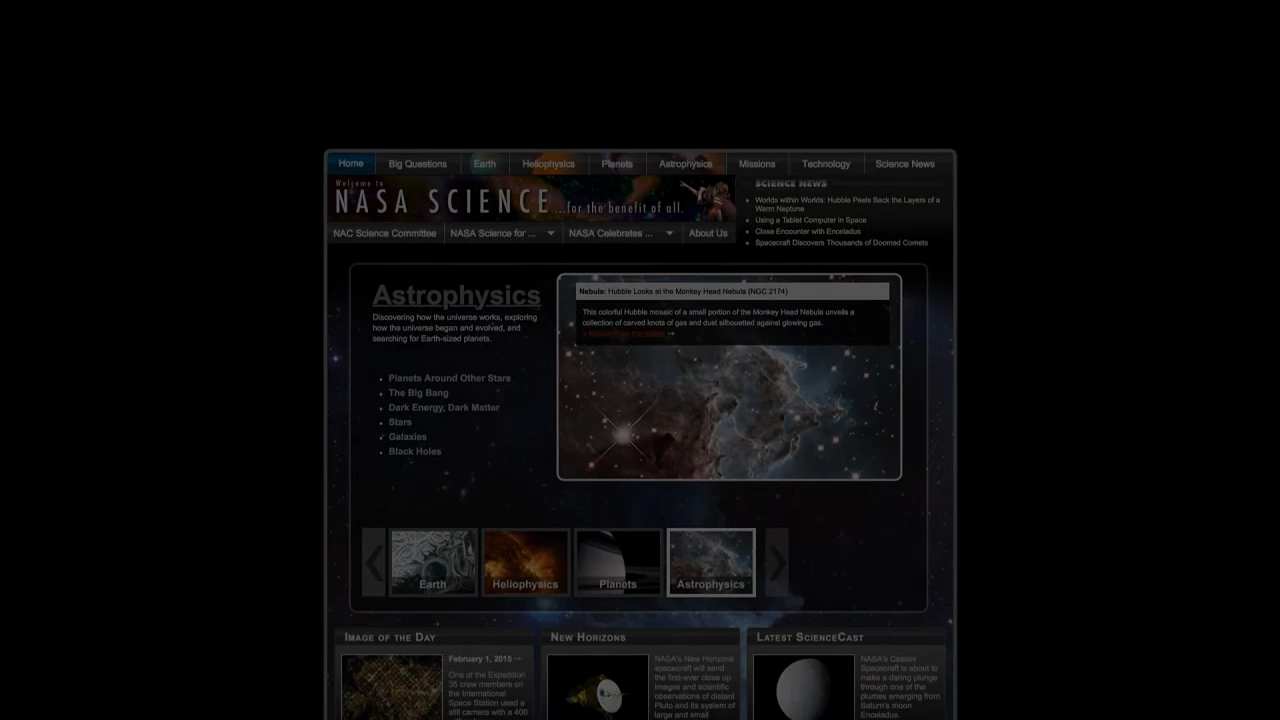 Home
Big Questions
Earth
Heliophysics
Planets
Astrophysics
Missions
Technology
Science News
Welcome to
NASA SCIENCE ...for the benefit of all.
SCIENCE NEWS
Worlds within Worlds: Hubble Peels Back the Layers of a
Warm Neptune
Using a Tablet Computer in Space
Close Encounter with Enceladus
Spacecraft Discovers Thousands of Doomed Comets
NAC Science Committee
NASA Science for ...
NASA Celebrates ...
About Us
Astrophysics
Discovering how the universe works, exploring
how the universe began and evolved, and
searching for Earth-sized planets.
Planets Around Other Stars
The Big Bang
Dark Energy, Dark Matter
Stars
Galaxies
Black Holes
Nebula: Hubble Looks at the Monkey Head Nebula (NGC 2174)
This colorful Hubble mosaic of a small portion of the Monkey Head Nebula unveils a
collection of carved knots of gas and dust silhouetted against glowing gas.
Earth
Heliophysics
Planets
Astrophysics
IMAGE OF THE DAY
February 1, 2015
One of the Expedition
35 crew members on
the International
Space Station used a
still camera with a 400
NEW HORIZONS
NASA's New Horizons
spacecraft will send
the first-ever close up
images and scientific
observations of distant
Pluto and its system of
large and small
LATEST SCIENCECAST
NASA's Cassini
Spacecraft is about to
make a daring plunge
through one of the
plumes emerging from
Saturn's moon
Enceladus.